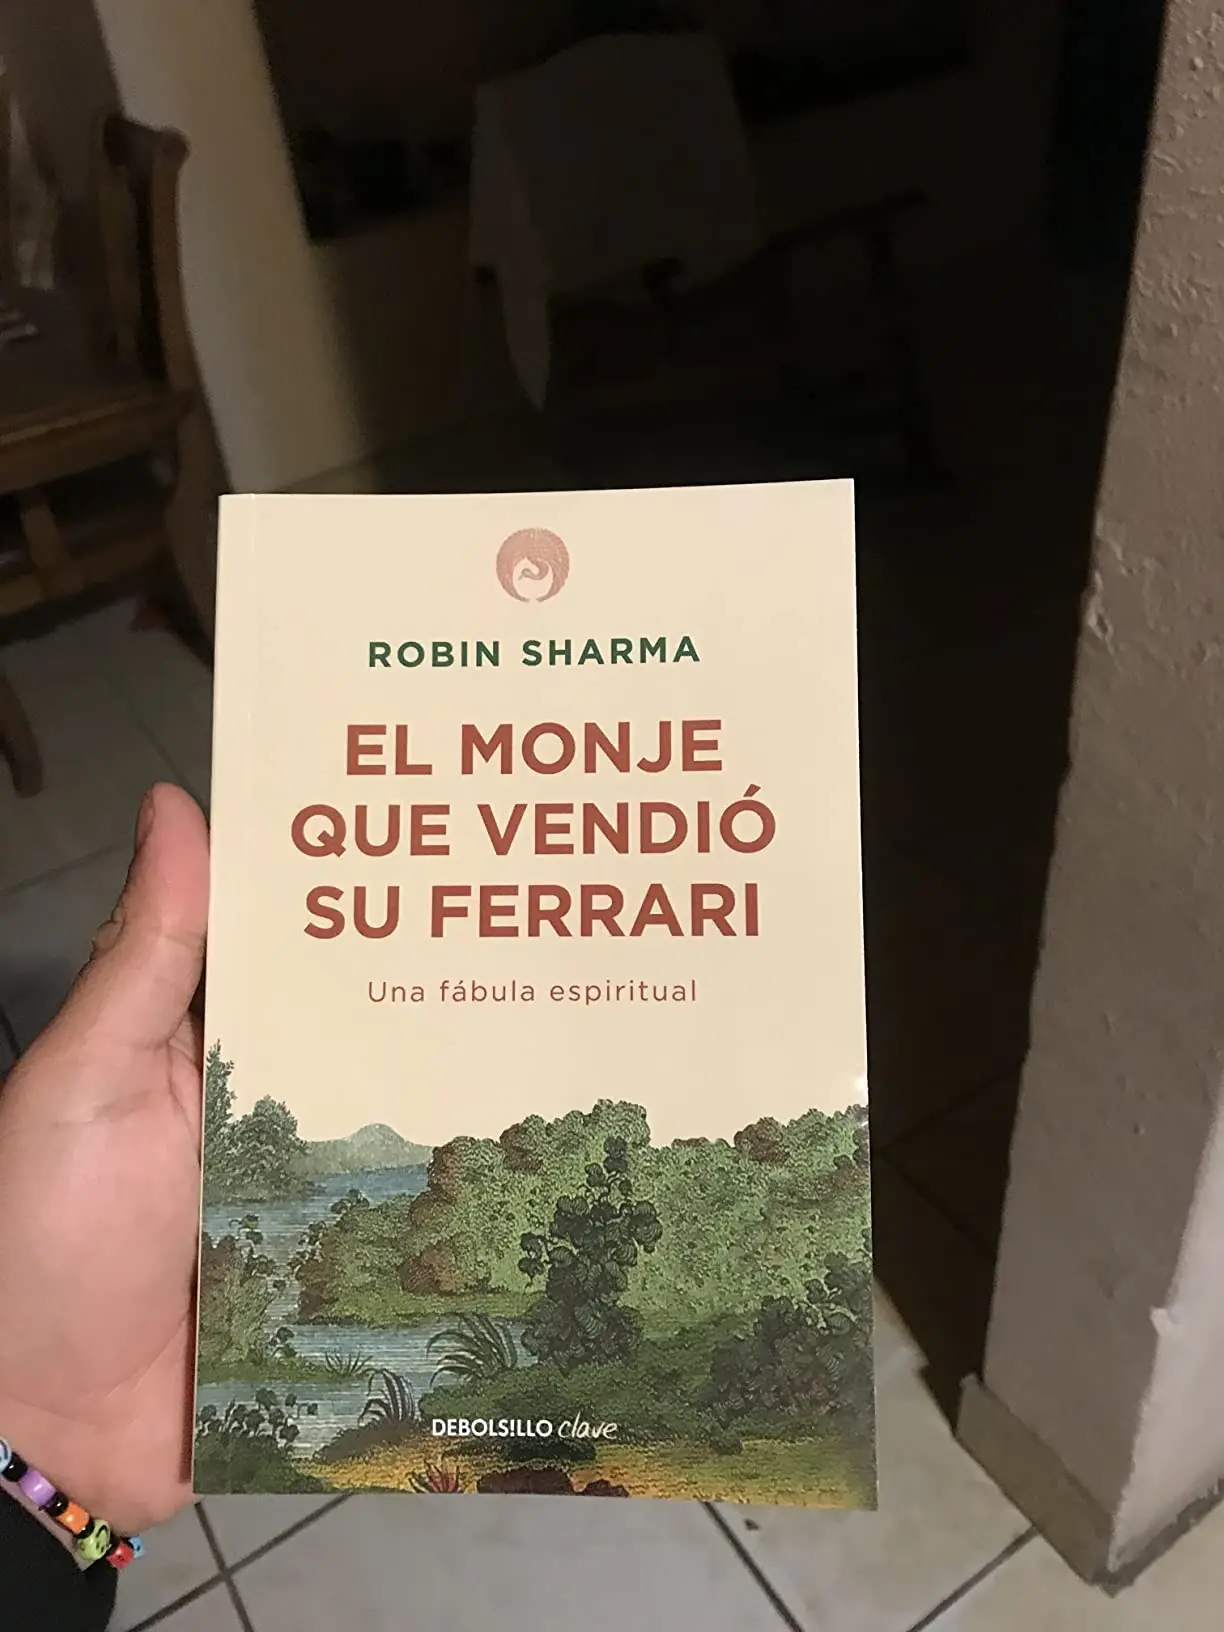 ROBIN SHARMA
EL MONJE
QUE VENDIÓ
SU FERRARI
Una fábula espiritual
DEBOLS!LLO clave